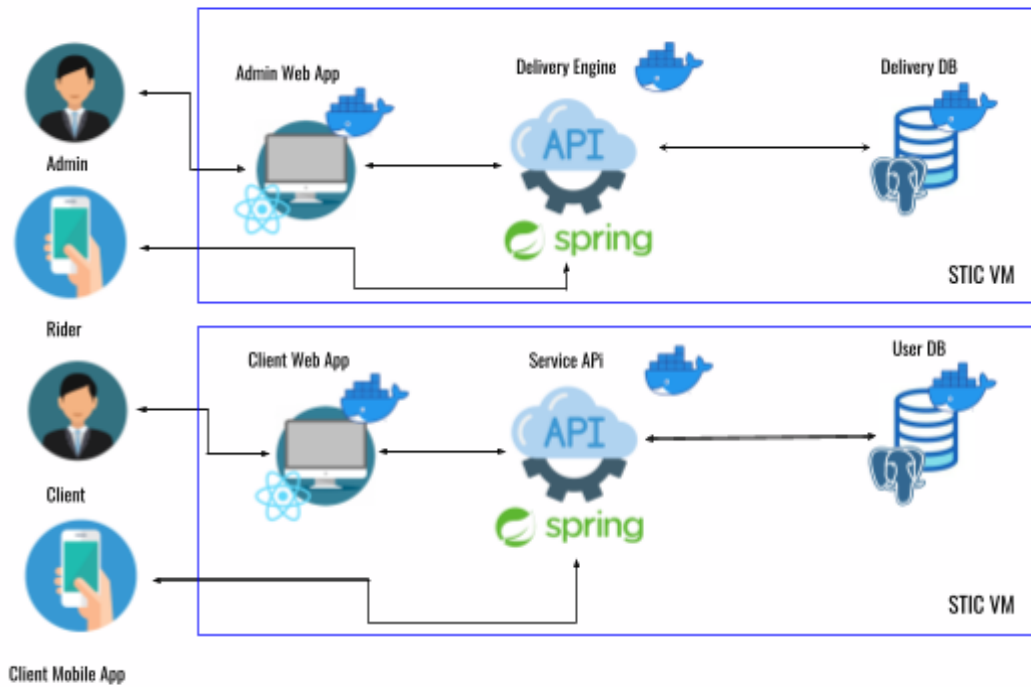 Admin Web App
Delivery Engine
Delivery DB
API
Admin
spring
STIC VM
Rider
Client Web App
Service APi
User DB
API
Client
spring
STIC VM
Client Mobile App